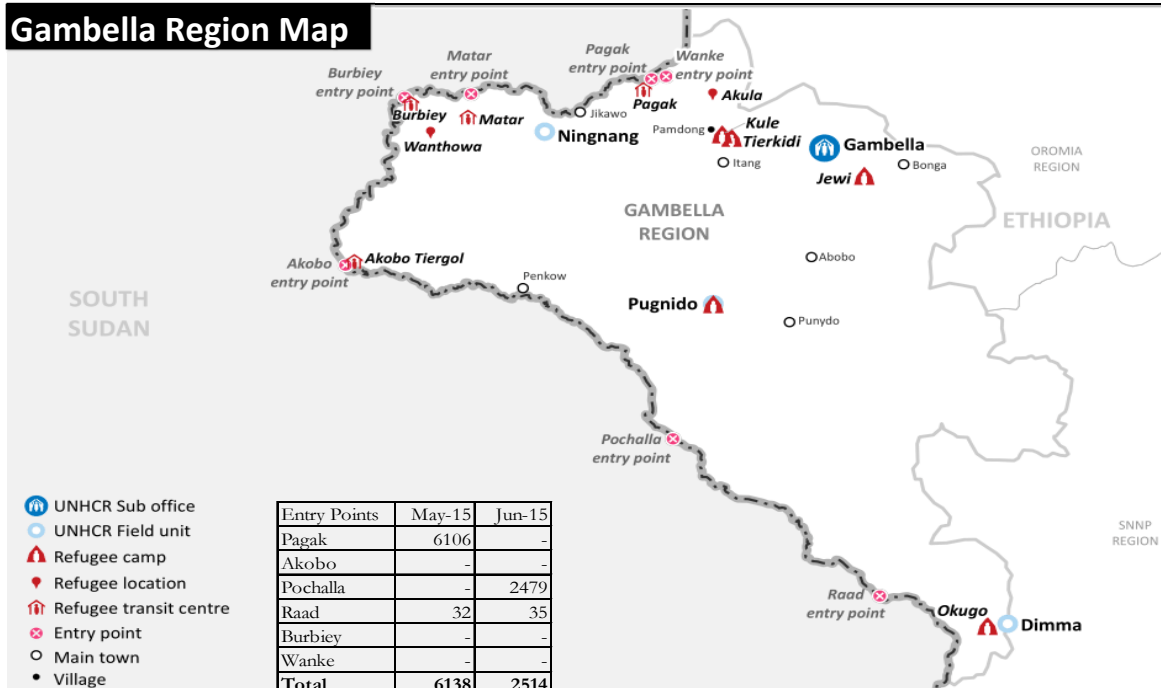 Gambella Region Map
Burbiey
entry point
Matar
entry point
Pagak
entry point
Wanke
entry point
Burbiey
Matar
Wanthowa
Jikawo
Ningnang
Pagak
Akula
Pamdong
Kule
Tierkidi
Itang
Gambella
Jewi
Bonga
OROMIA
REGION
ETHIOPIA
GAMBELLA
REGION
Akobo
entry point
Akobo Tiergol
Penkow
Abobo
SOUTH
SUDAN
Pugnido
Punydo
Pochalla
entry point
SNNP
REGION
Raad
entry point
Okugo
Dimma
UNHCR Sub office
UNHCR Field unit
Refugee camp
Refugee location
Refugee transit centre
Entry point
Main town
Village
Entry Points May-15 Jun-15
Pagak 6106 -
Akobo - -
Pochalla - 2479
Raad 32 35
Burbiey - -
Wanke - -
Total 6138 2514